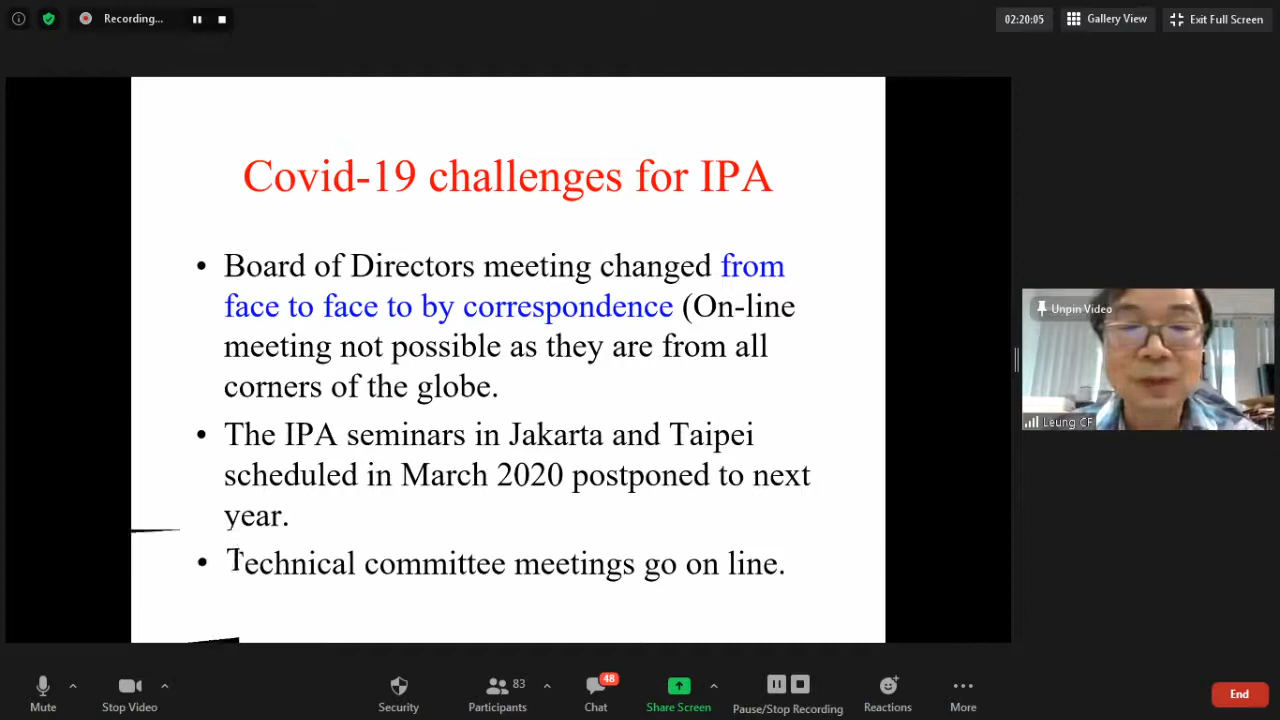 Recording...
02:20:05
Gallery View
Exit Full Screen
Covid-19 challenges for IPA
• Board of Directors meeting changed from
face to face to by correspondence (On-line
meeting not possible as they are from all
corners of the globe.
• The IPA seminars in Jakarta and Taipei
scheduled in March 2020 postponed to next
year.
• Technical committee meetings go on line.
Unpin Video
Leung CF
Mute
Stop Video
Security
83
Participants
48
Chat
Share Screen
Pause/Stop Recording
Reactions
More
End